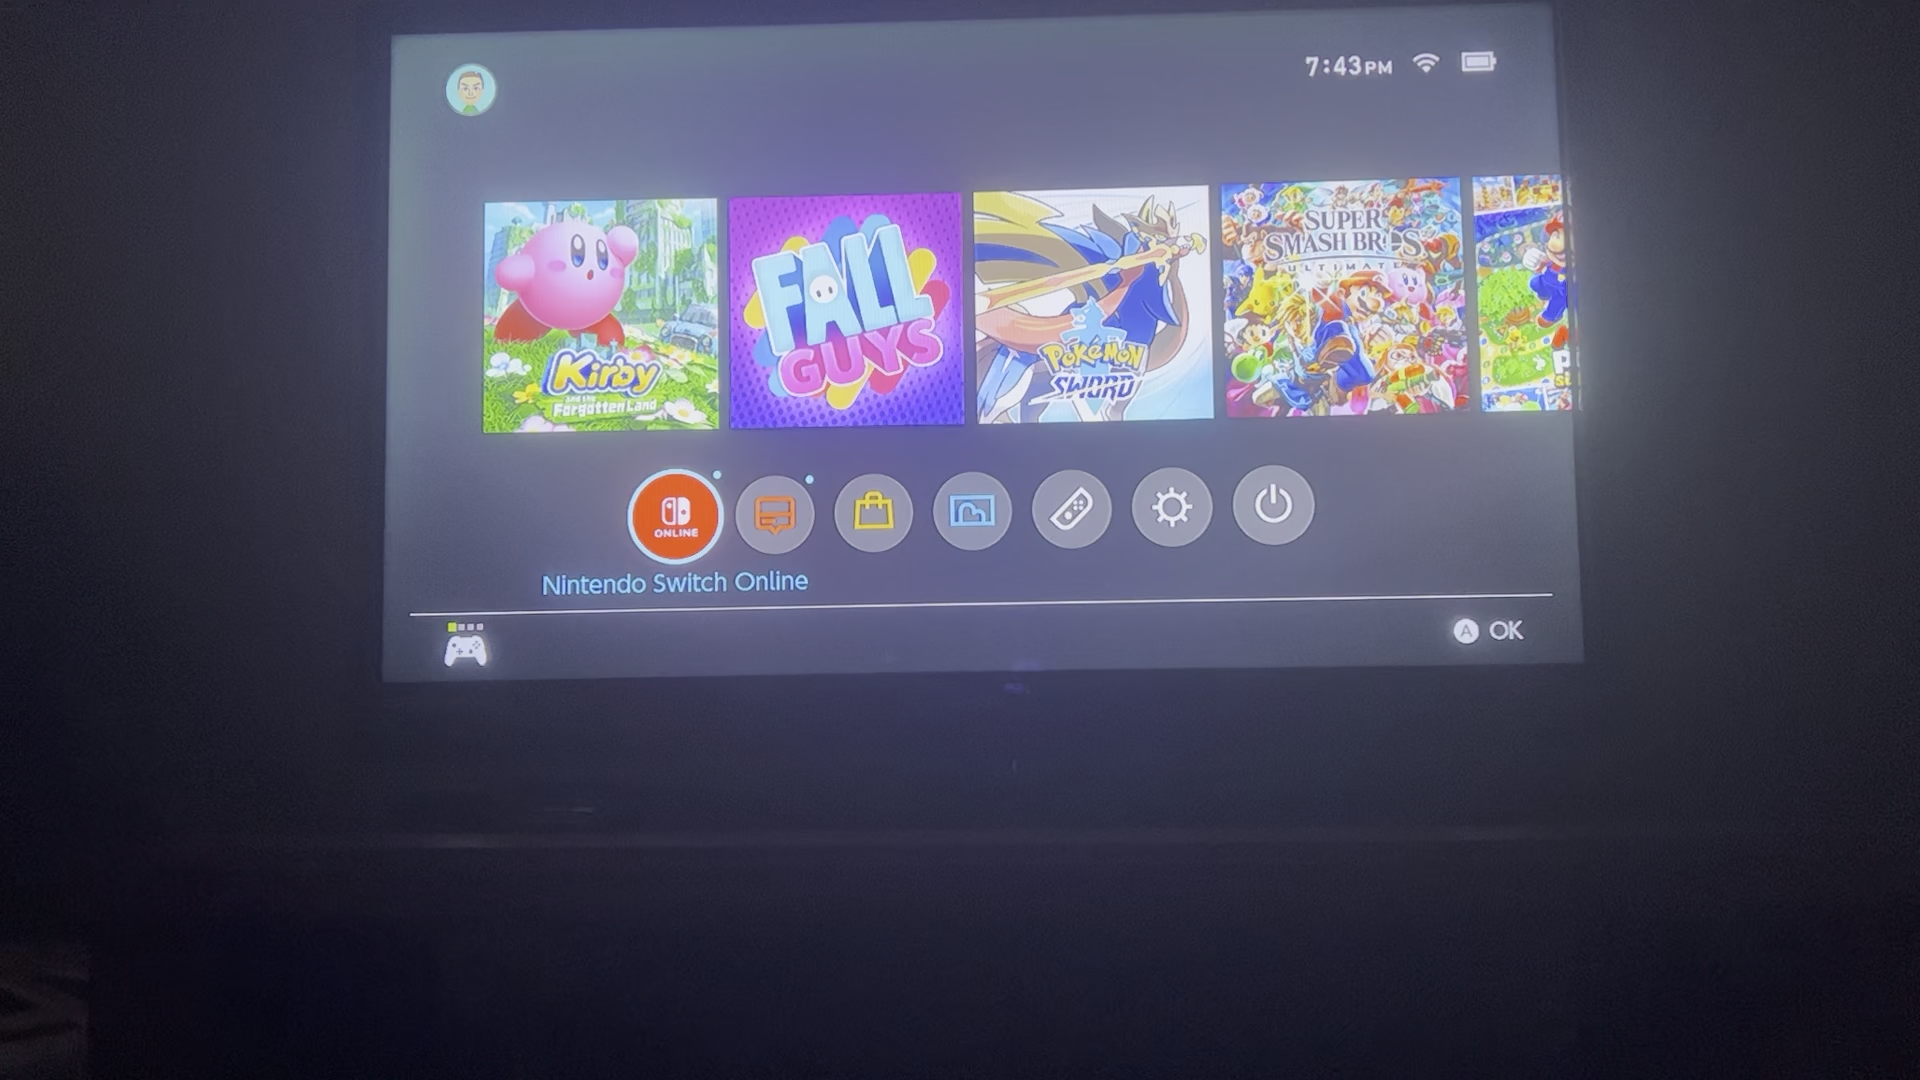 7:43PM
Kirby
and the
Forgotten Land
FALL
GUYS
POKÉMON
SWORD
SUPER
SMASH BROS.
ULTIMATE
ONLINE
Nintendo Switch Online
A OK